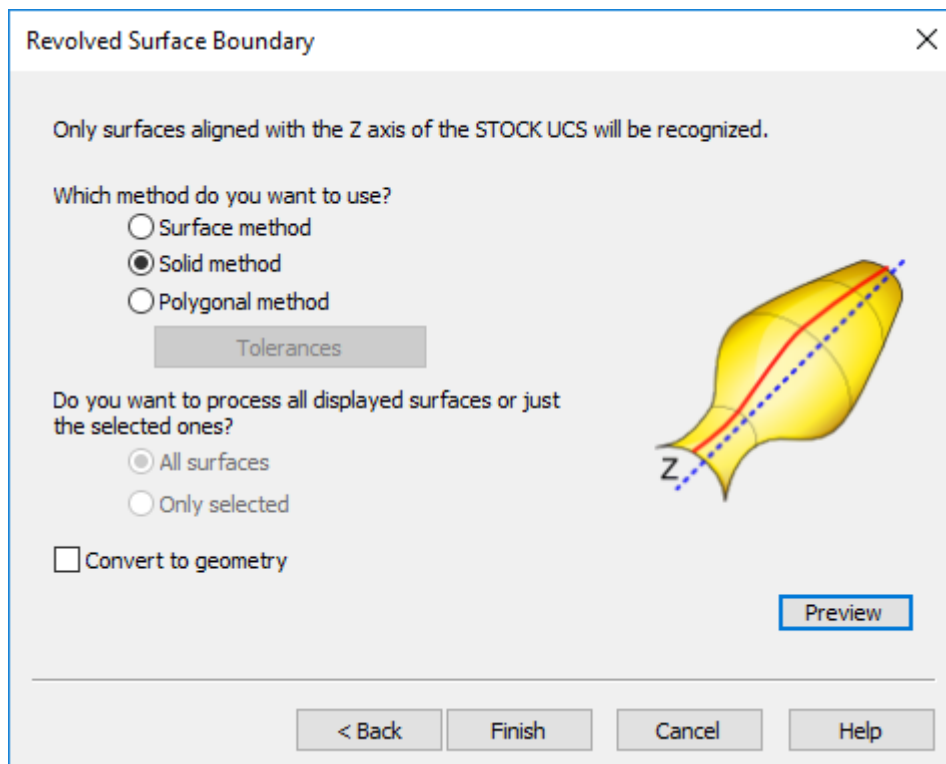 Revolved Surface Boundary
Only surfaces aligned with the Z axis of the STOCK UCS will be recognized.
Which method do you want to use?
Surface method
Solid method
Polygonal method
Tolerances
Do you want to process all displayed surfaces or just
the selected ones?
All surfaces
Only selected
Z
Convert to geometry
Preview
< Back
Finish
Cancel
Help